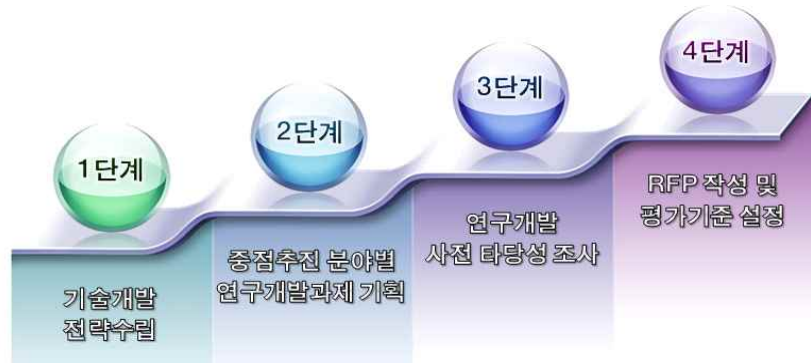 1단계
기술개발
전략수립
2단계
중점추진 분야별
연구개발과제 기획
3단계
연구개발
사전 타당성 조사
4단계
RFP 작성 및
평가기준 설정